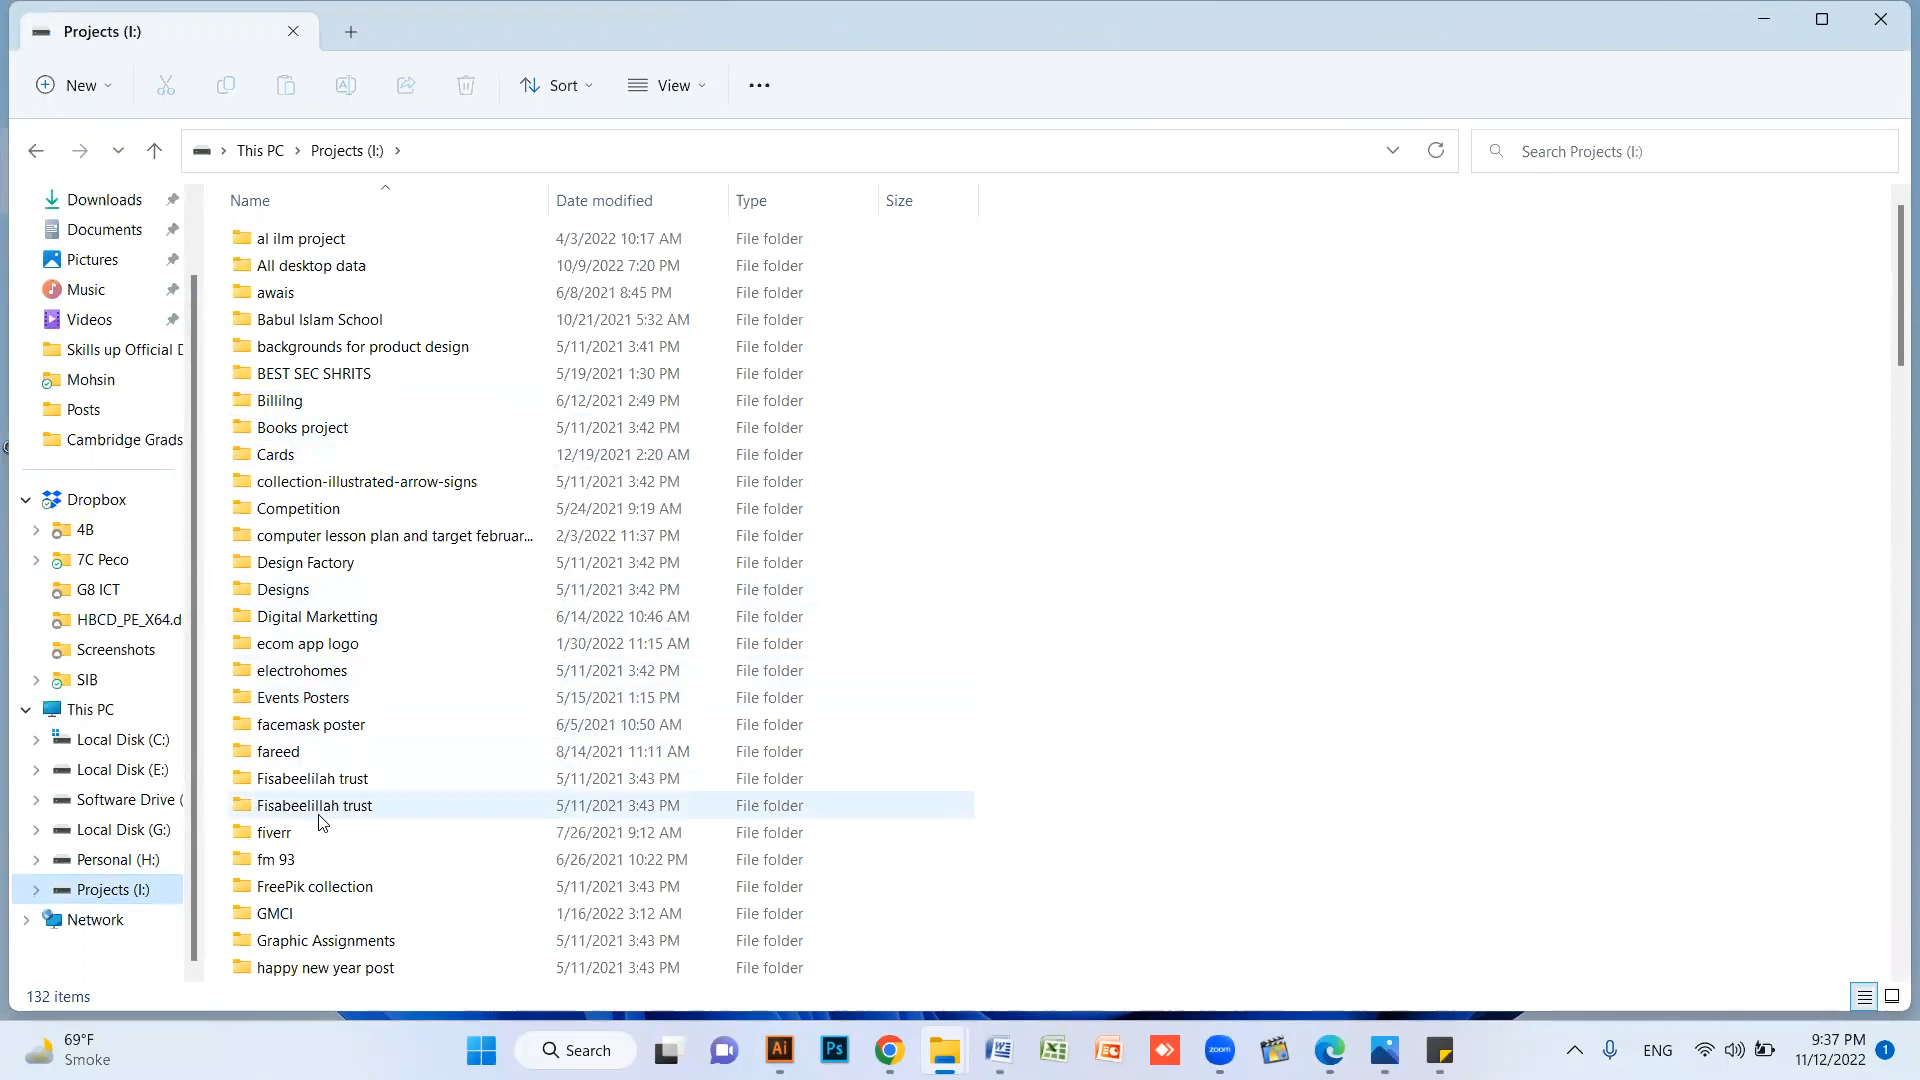 Projects (I:)
New
Sort
View
This PC
Projects (I:)
Search Projects (I:)
Downloads
Documents
Pictures
Music
Videos
Skills up Official D
Mohsin
Posts
Cambridge Grads
Dropbox
4B
7C Peco
G8 ICT
HBCD_PE_X64.d
Screenshots
SIB
This PC
Local Disk (C:)
Local Disk (E:)
Software Drive (
Local Disk (G:)
Personal (H:)
Projects (I:)
Network
Name Date modified Type Size
al ilm project 4/3/2022 10:17 AM File folder
All desktop data 10/9/2022 7:20 PM File folder
awais 6/8/2021 8:45 PM File folder
Babul Islam School 10/21/2021 5:32 AM File folder
backgrounds for product design 5/11/2021 3:41 PM File folder
BEST SEC SHRITS 5/19/2021 1:30 PM File folder
Billilng 6/12/2021 2:49 PM File folder
Books project 5/11/2021 3:42 PM File folder
Cards 12/19/2021 2:20 AM File folder
collection-illustrated-arrow-signs 5/11/2021 3:42 PM File folder
Competition 5/24/2021 9:19 AM File folder
computer lesson plan and target februar... 2/3/2022 11:37 PM File folder
Design Factory 5/11/2021 3:42 PM File folder
Designs 5/11/2021 3:42 PM File folder
Digital Marketting 6/14/2022 10:46 AM File folder
ecom app logo 1/30/2022 11:15 AM File folder
electrohomes 5/11/2021 3:42 PM File folder
Events Posters 5/15/2021 1:15 PM File folder
facemask poster 6/5/2021 10:50 AM File folder
fareed 8/14/2021 11:11 AM File folder
Fisabeelilah trust 5/11/2021 3:43 PM File folder
Fisabeelillah trust 5/11/2021 3:43 PM File folder
fiverr 7/26/2021 9:12 AM File folder
fm 93 6/26/2021 10:22 PM File folder
FreePik collection 5/11/2021 3:43 PM File folder
GMCI 1/16/2022 3:12 AM File folder
Graphic Assignments 5/11/2021 3:43 PM File folder
happy new year post 5/11/2021 3:43 PM File folder
132 items
69°F
Smoke
Search
Ai
Ps
zoom
ENG
9:37 PM
11/12/2022
1